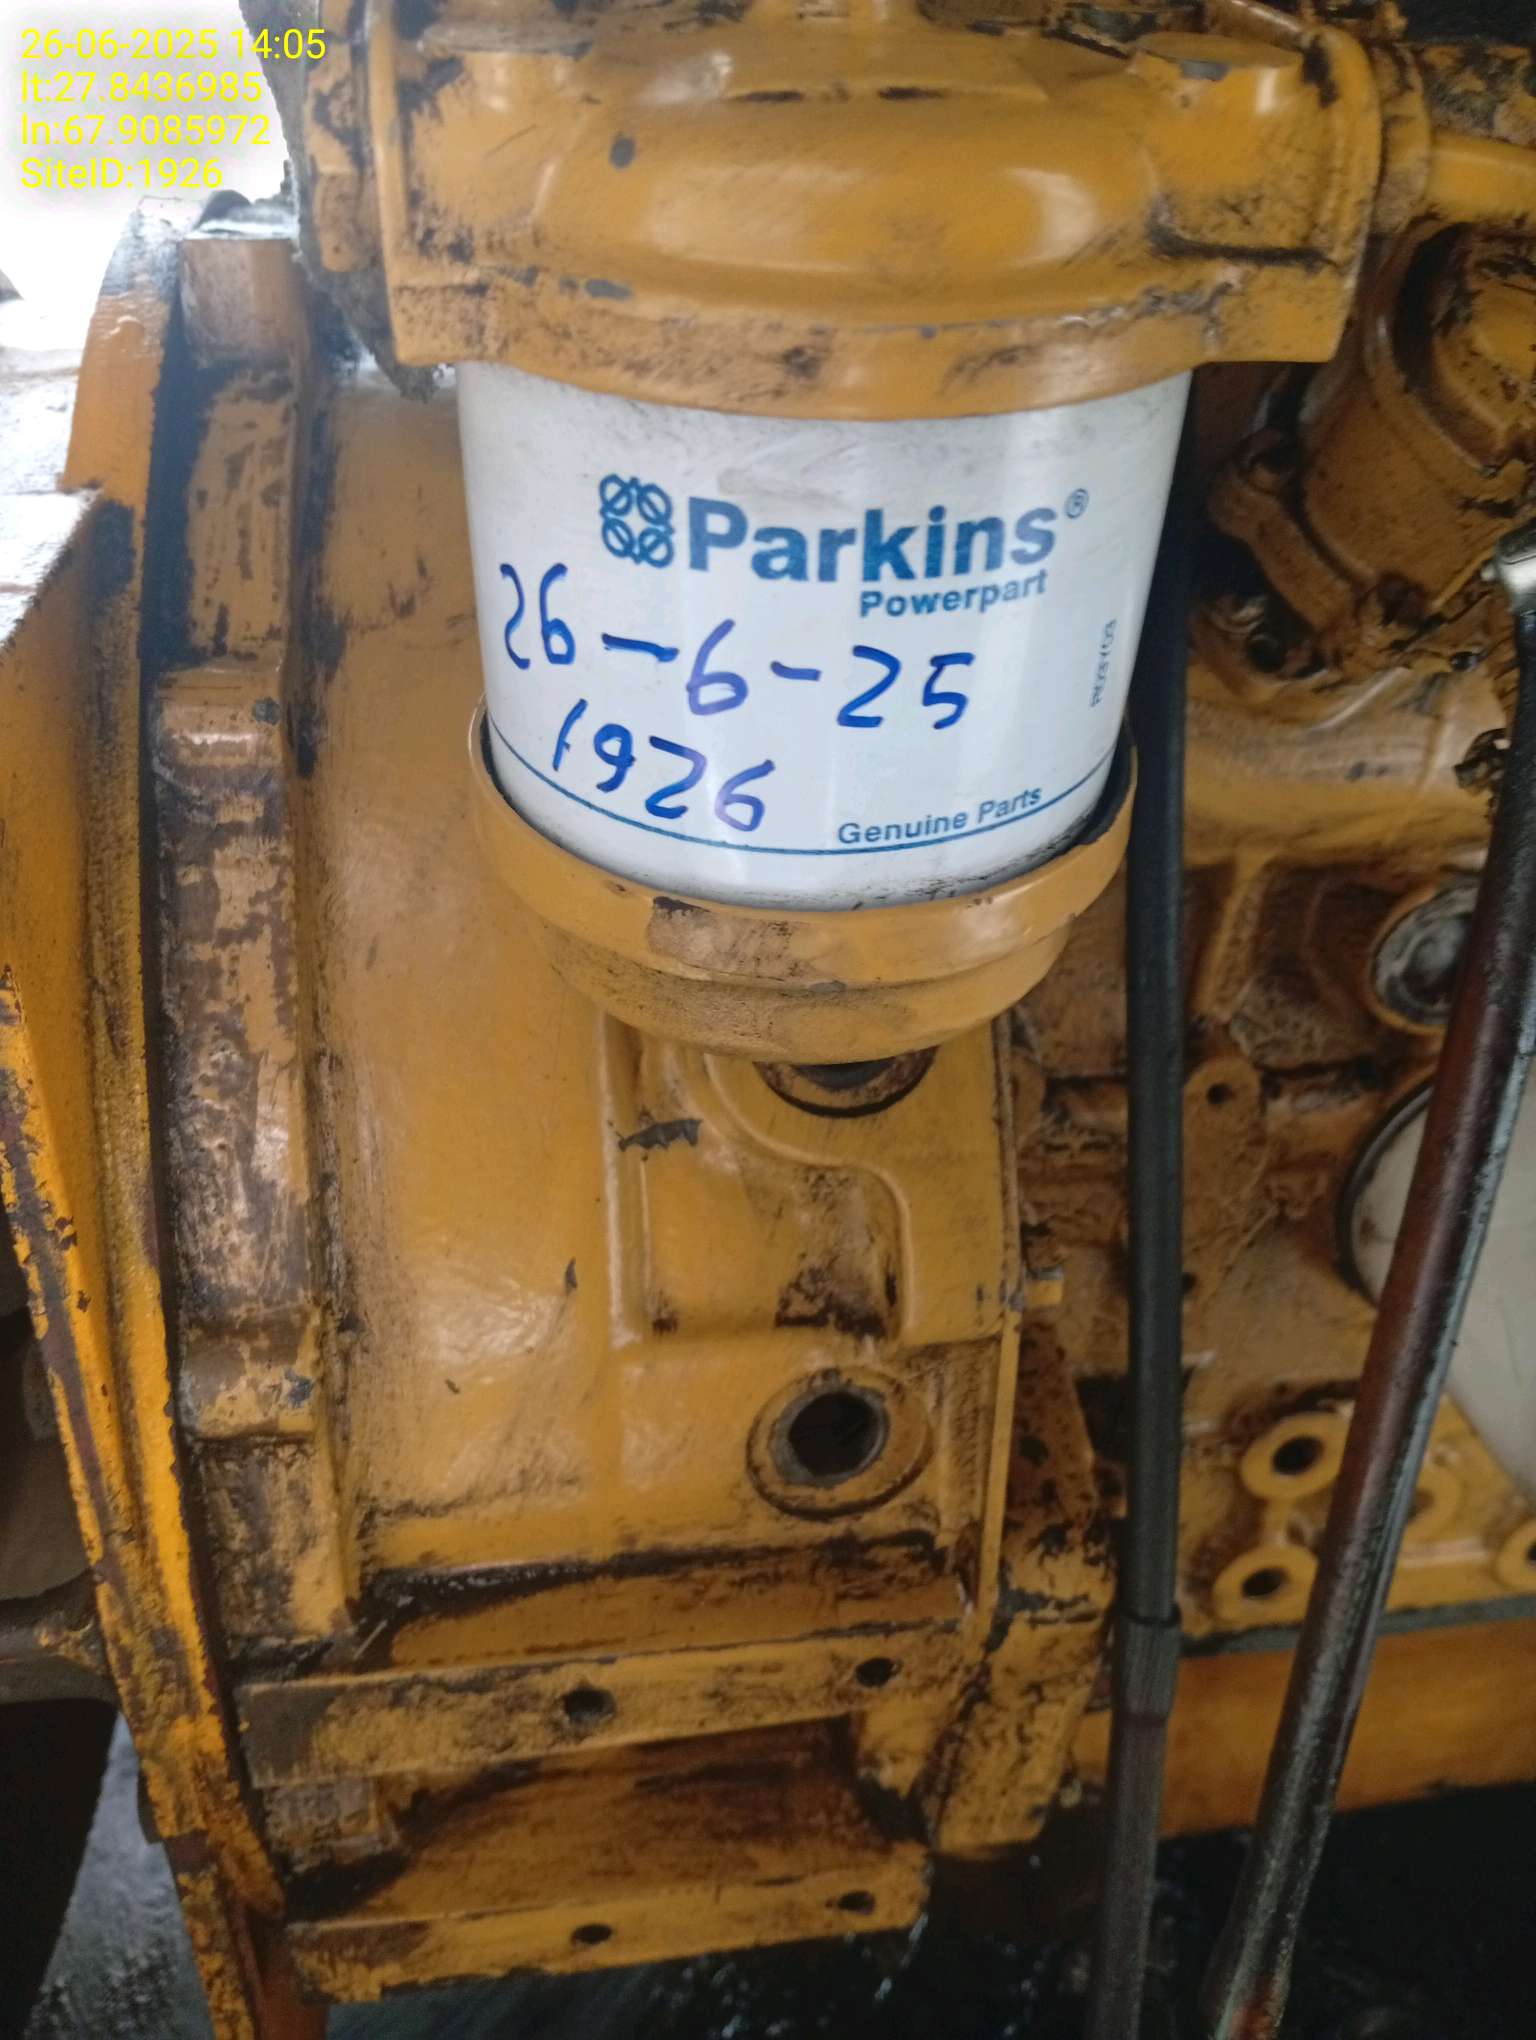 26-06-2025 14:05
lt:27.8436985
ln:67.9085972
SiteID:1926
Parkins®
Powerpart
26-6-25
1926
Genuine Parts